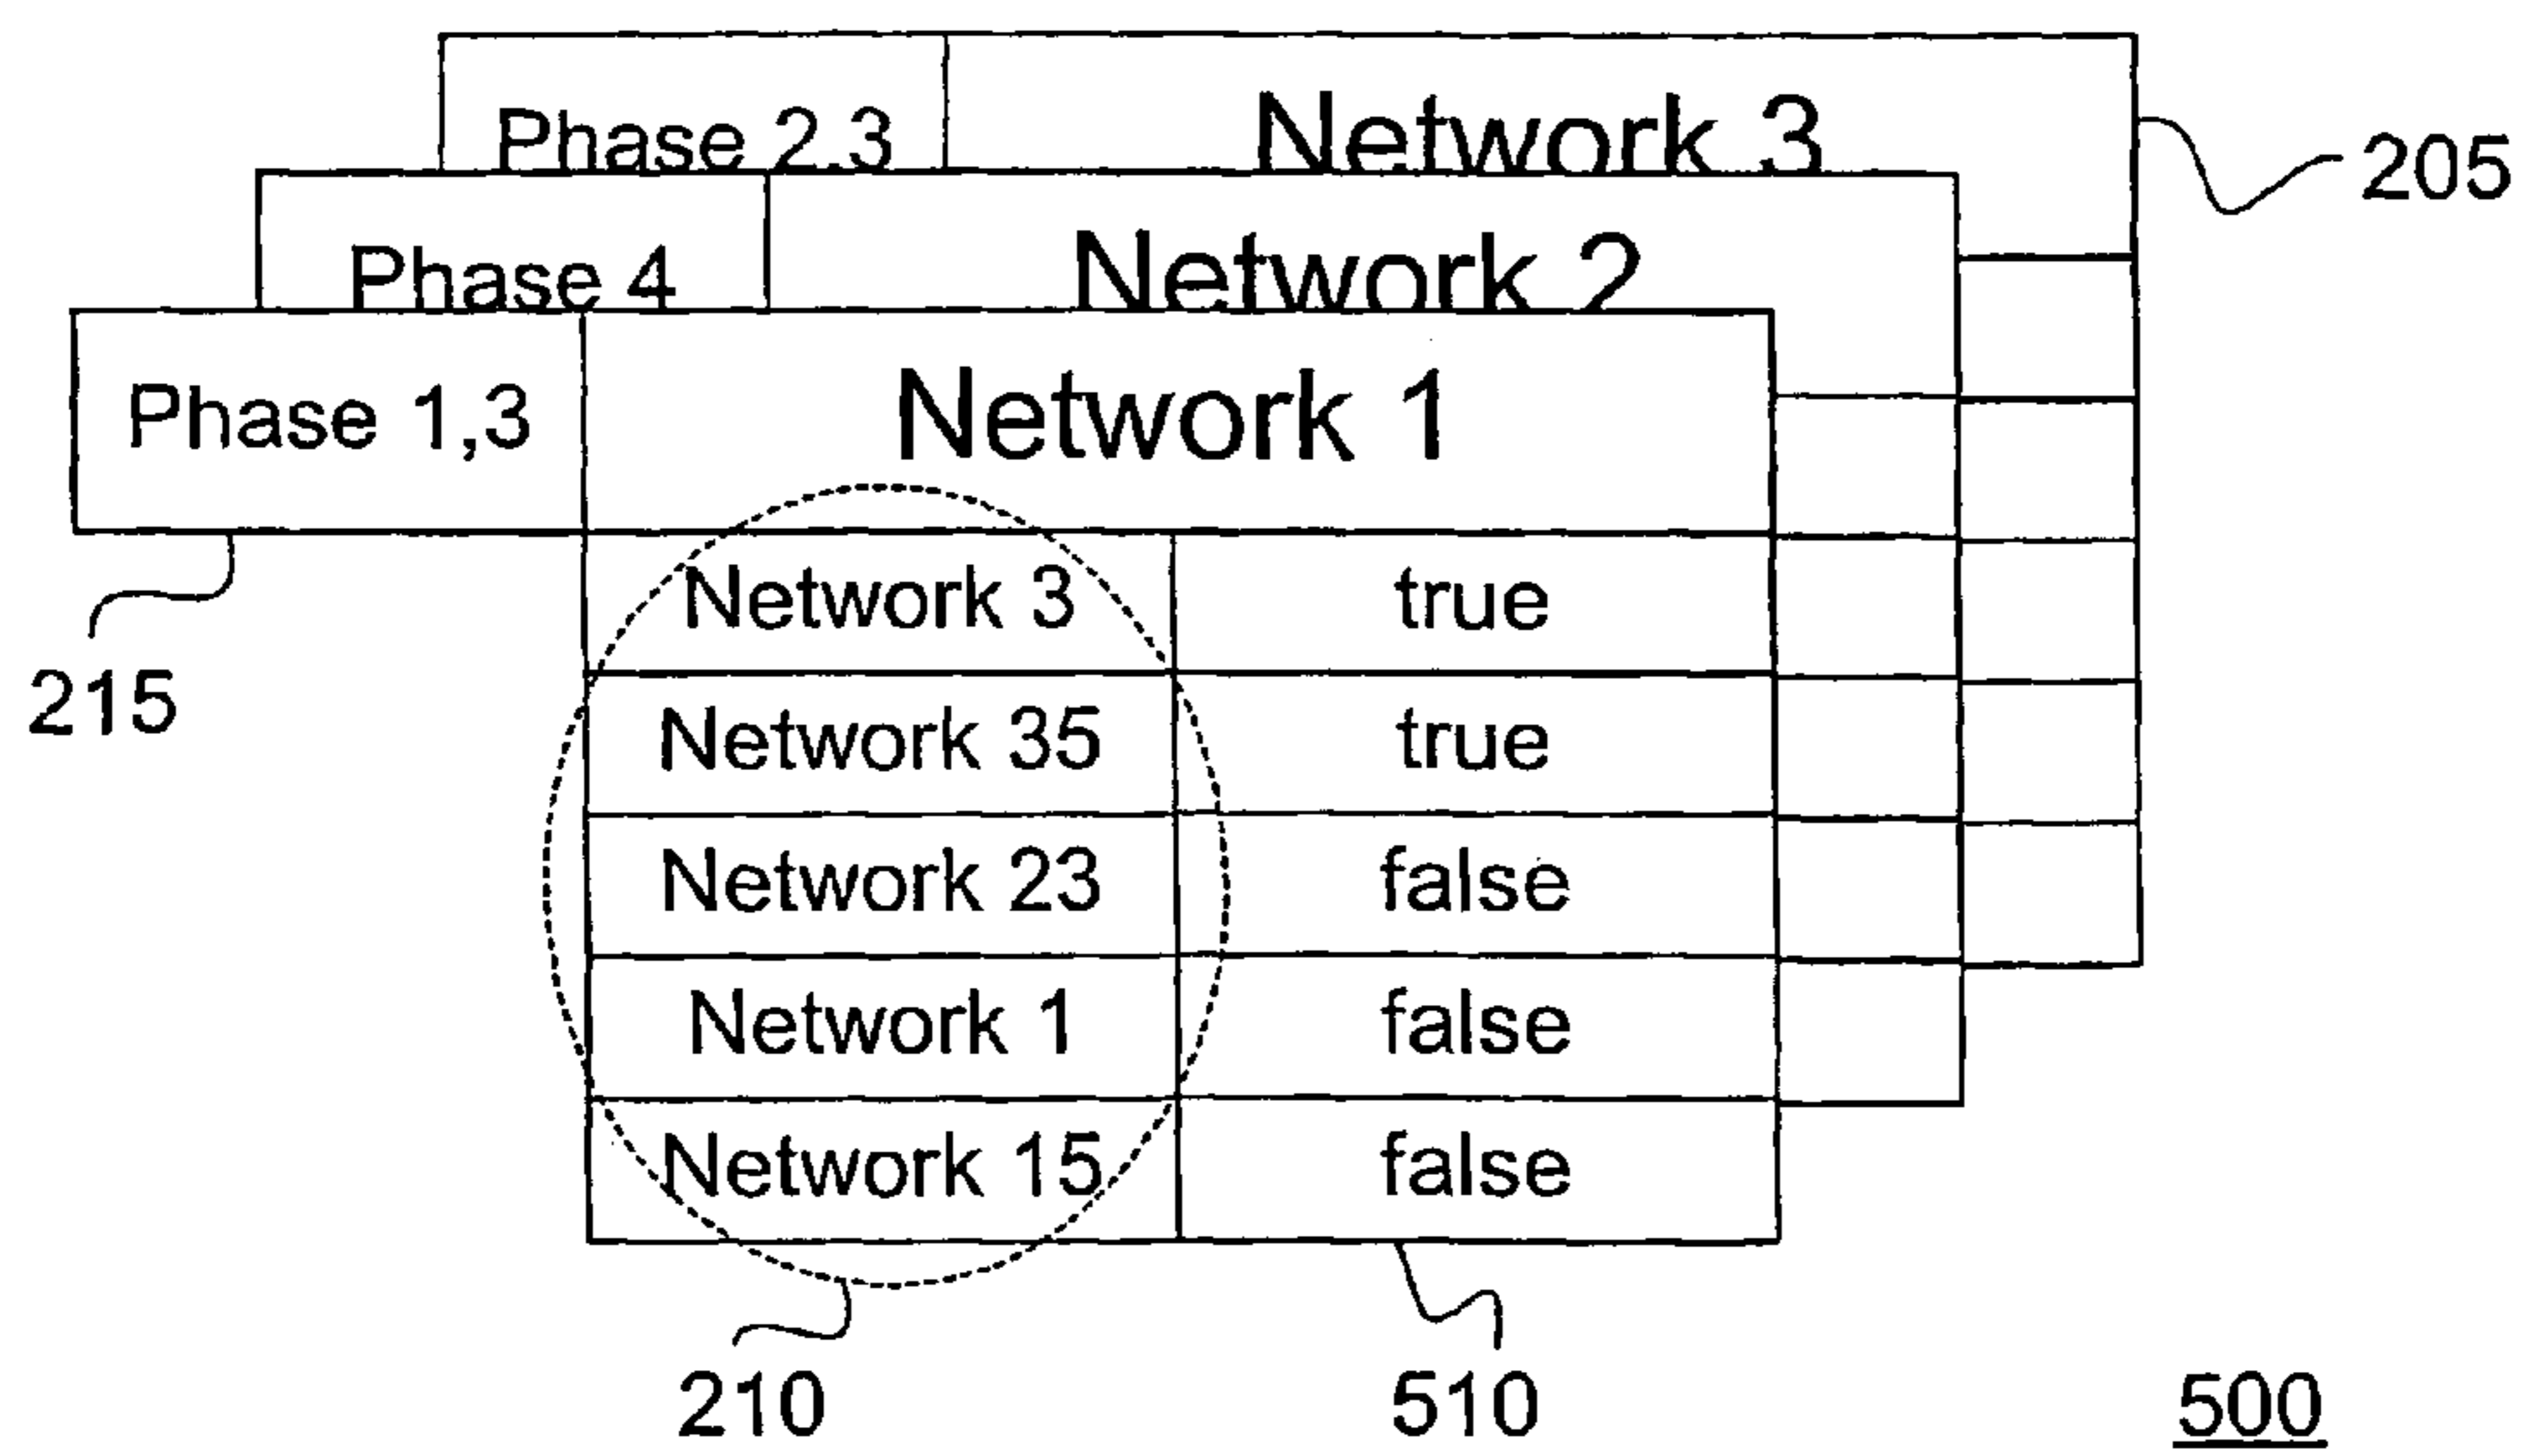 Phase 2,3 Network 3
205
Phase 4 Network 2
Phase 1,3 Network 1
Network 3 true
215
Network 35 true
Network 23 false
Network 1 false
Network 15 false
210 510 500